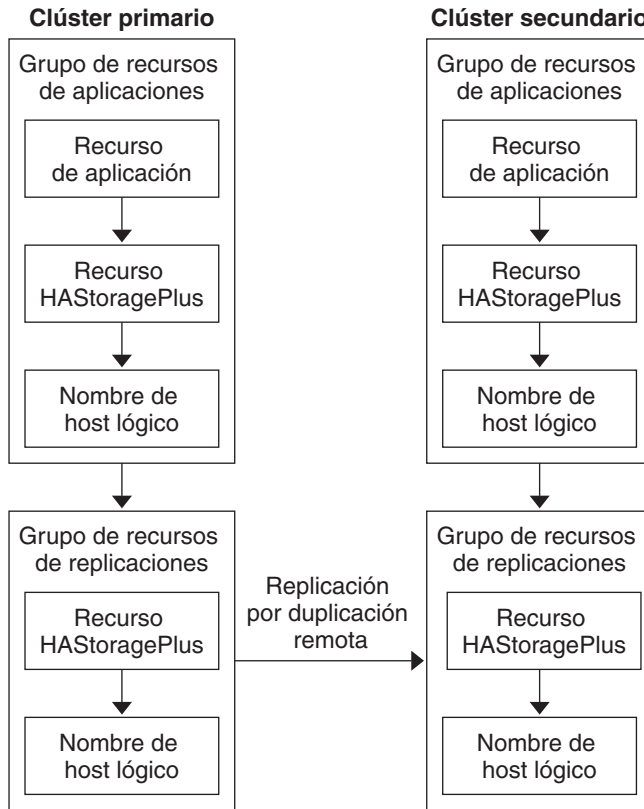 Clúster primario
Grupo de recursos
de aplicaciones
Recurso
de aplicación
Recurso
HAStoragePlus
Nombre de
host lógico
Grupo de recursos
de replicaciones
Recurso
HAStoragePlus
Nombre de
host lógico
Replicación
por duplicación
remota
Clúster secundario
Grupo de recursos
de aplicaciones
Recurso
de aplicación
Recurso
HAStoragePlus
Nombre de
host lógico
Grupo de recursos
de replicaciones
Recurso
HAStoragePlus
Nombre de
host lógico